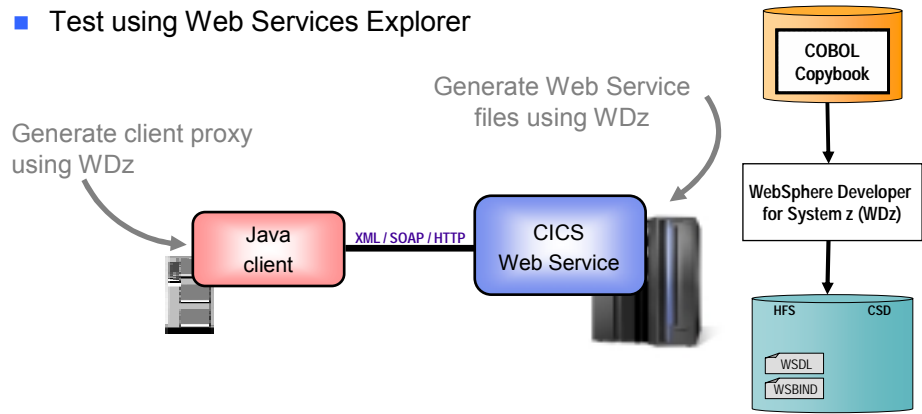 Test using Web Services Explorer
Generate client proxy
using WDz
Generate Web Service
files using WDz
Java
client
XML / SOAP / HTTP
CICS
Web Service
COBOL
Copybook
WebSphere Developer
for System z (WDz)
HFS CSD
WSDL
WSBIND